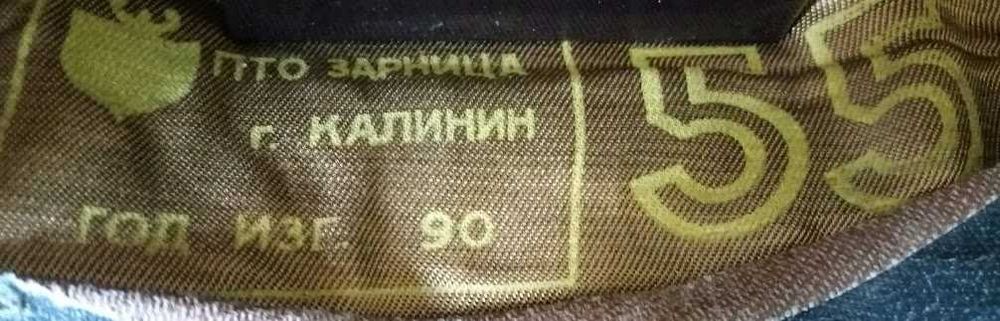 ПТО ЗАРНИЦА
г. КАЛИНИН
ГОД ИЗГ. 90
55